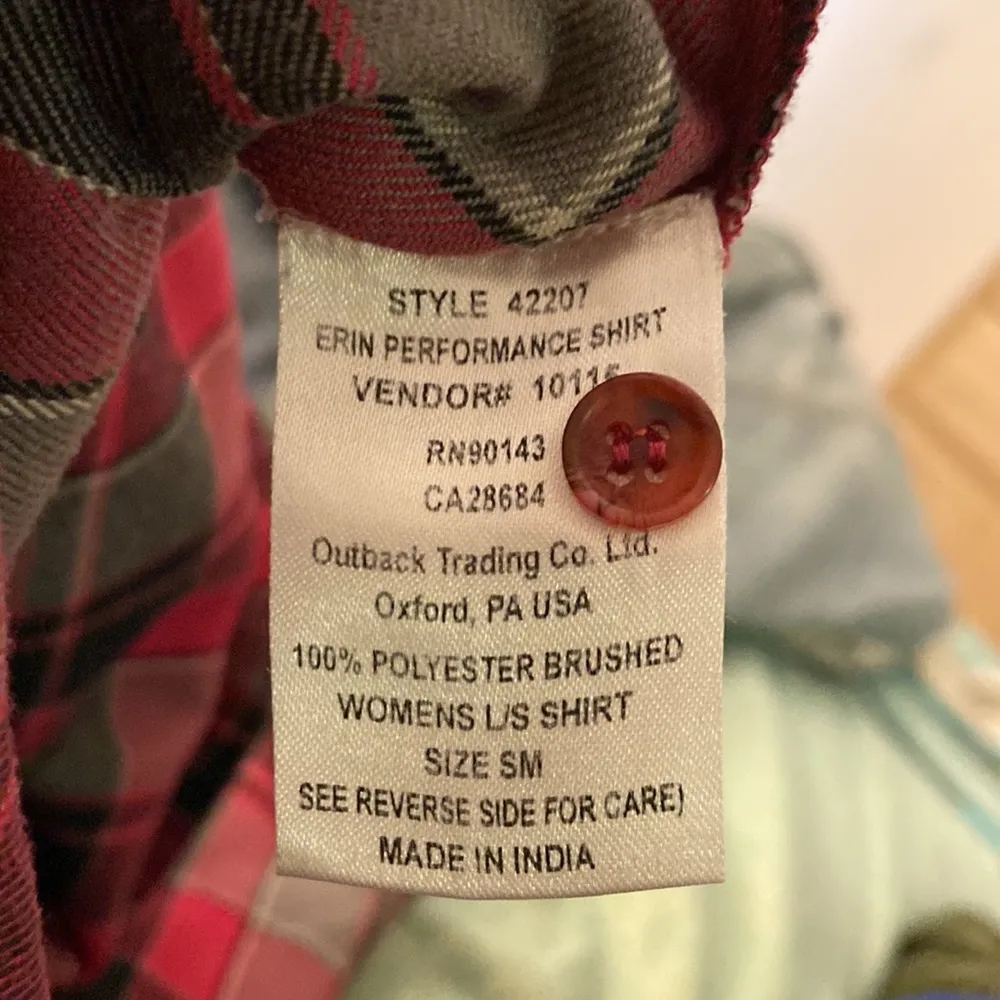 STYLE 42207
ERIN PERFORMANCE SHIRT
VENDOR#
RN90143
CA28684
Outback Trading Co. Ltd.
Oxford, PA USA
100% POLYESTER BRUSHED
WOMENS L/S SHIRT
SIZE SM
SEE REVERSE SIDE FOR CARE)
MADE IN INDIA